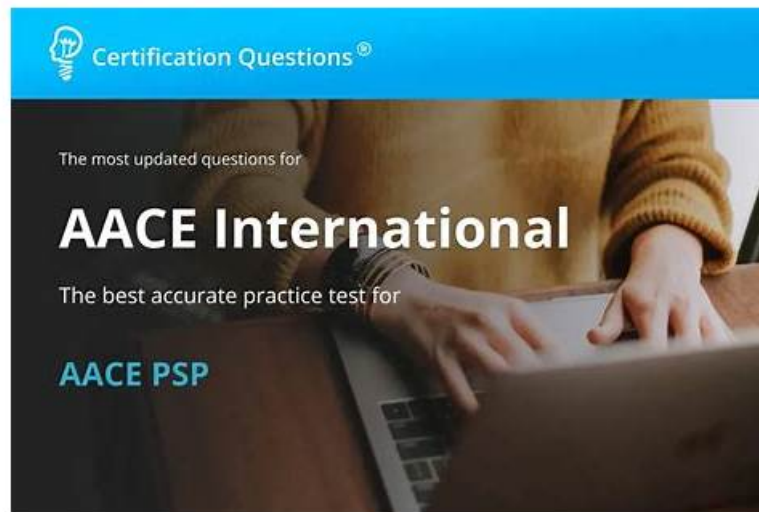 Certification Questions®
The most updated questions for
AACE International
The best accurate practice test for
AACE PSP